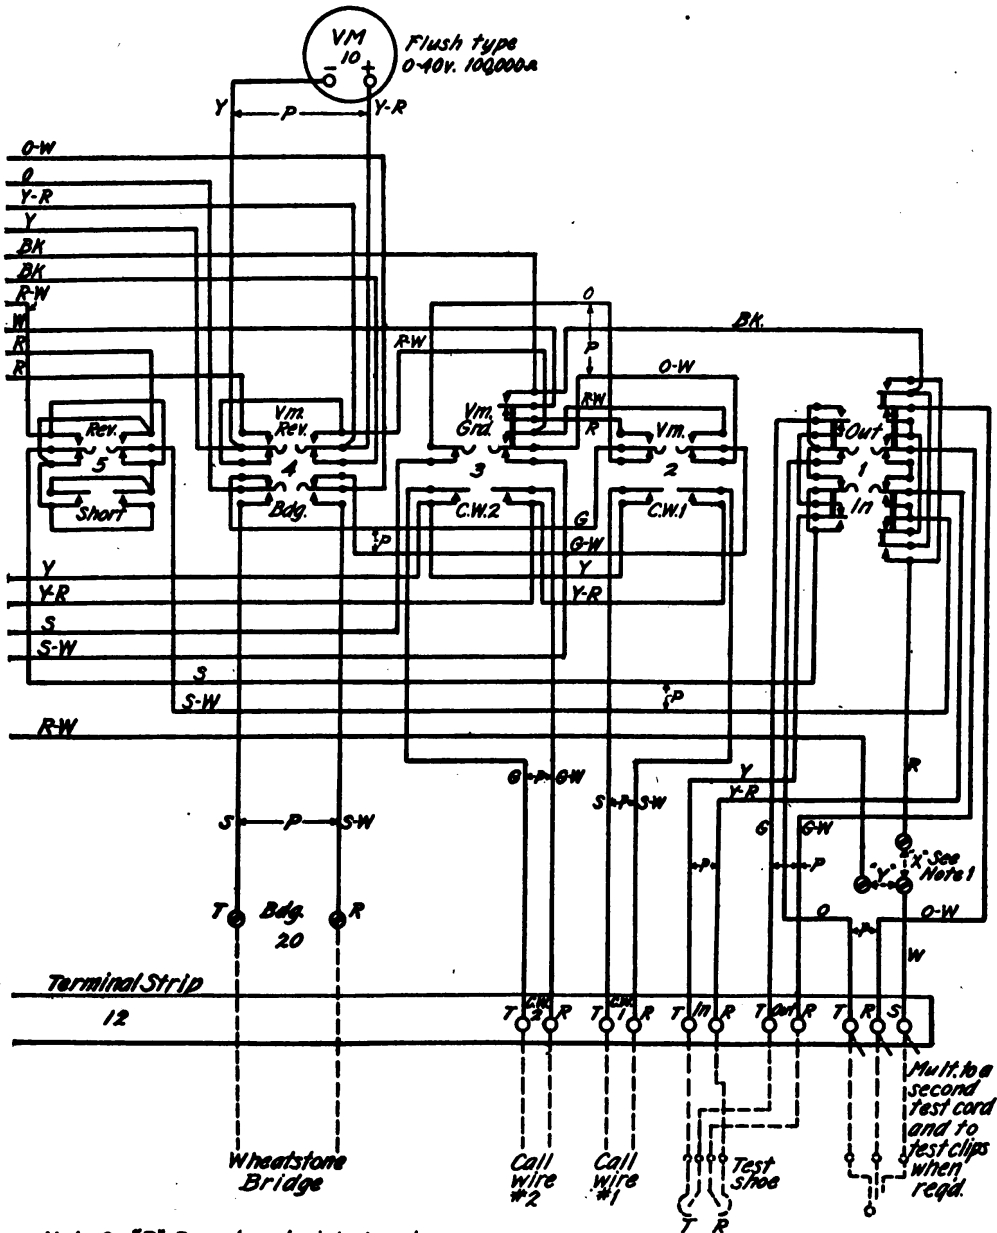 VM
10
- +
Flush type
0-40v. 100,000Ω
Y
P
Y-R
O-W
O
Y-R
Y
BK
BK
R-W
W
R
R
O
P
BK.
R-W
O-W
R-W
R
Rev.
5
Short
Vm.
Rev.
4
Bdg.
Vm.
Grd.
3
C.W.2
Vm.
2
C.W.1
Out
1
In
G
P
G-W
Y
Y
Y-R
Y-R
S
S-W
S
P
S-W
R-W
R
G P G-W
S P S-W
Y
Y-R
G
G-W
S P S-W
P
P
"X" See
Note 1
"Y"
T Bdg. R
20
O
P
O-W
W
Terminal Strip
12
T C.W. 2 R
T C.W. 1 R
T In R
T Out R
T R S
Mult. to a
second
test cord
and to
test clips
when
reqd.
Wheatstone
Bridge
Call
wire
#2
Call
wire
#1
Test
shoe
T R